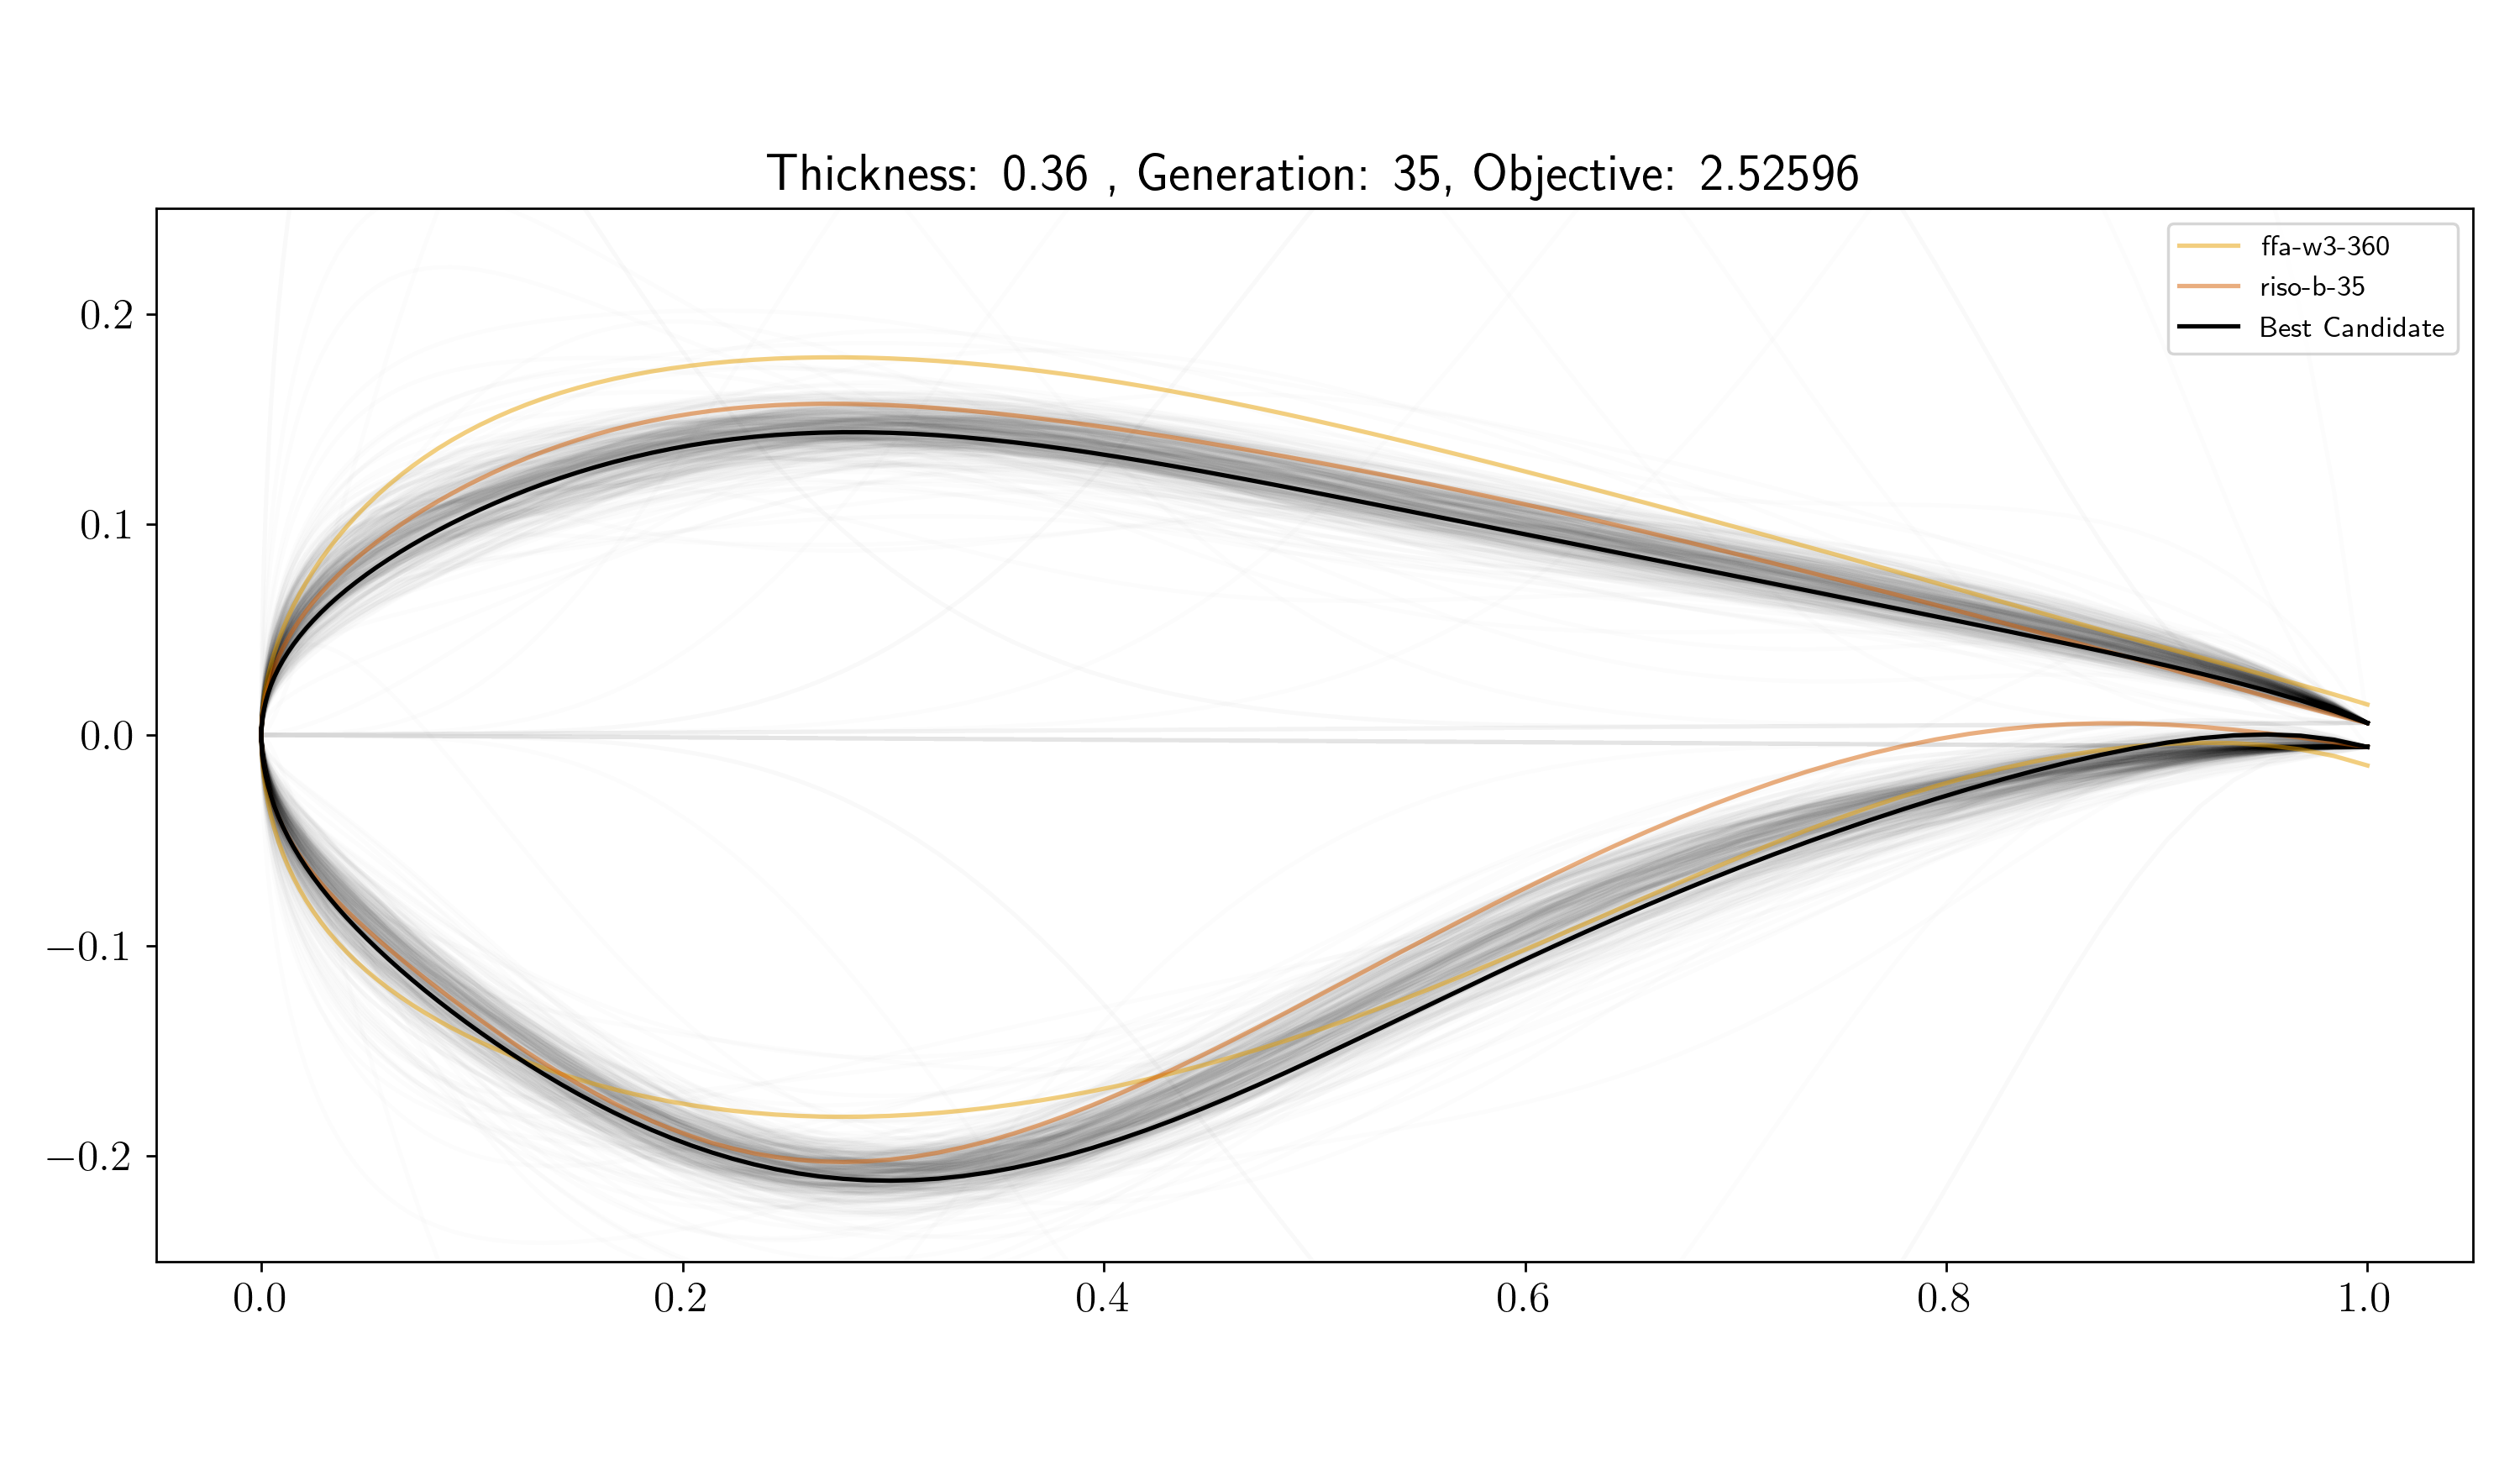 Thickness: 0.36 , Generation: 35, Objective: 2.52596
ffa-w3-360
riso-b-35
Best Candidate
0.2
0.1
0.0
−0.1
−0.2
0.0 0.2 0.4 0.6 0.8 1.0